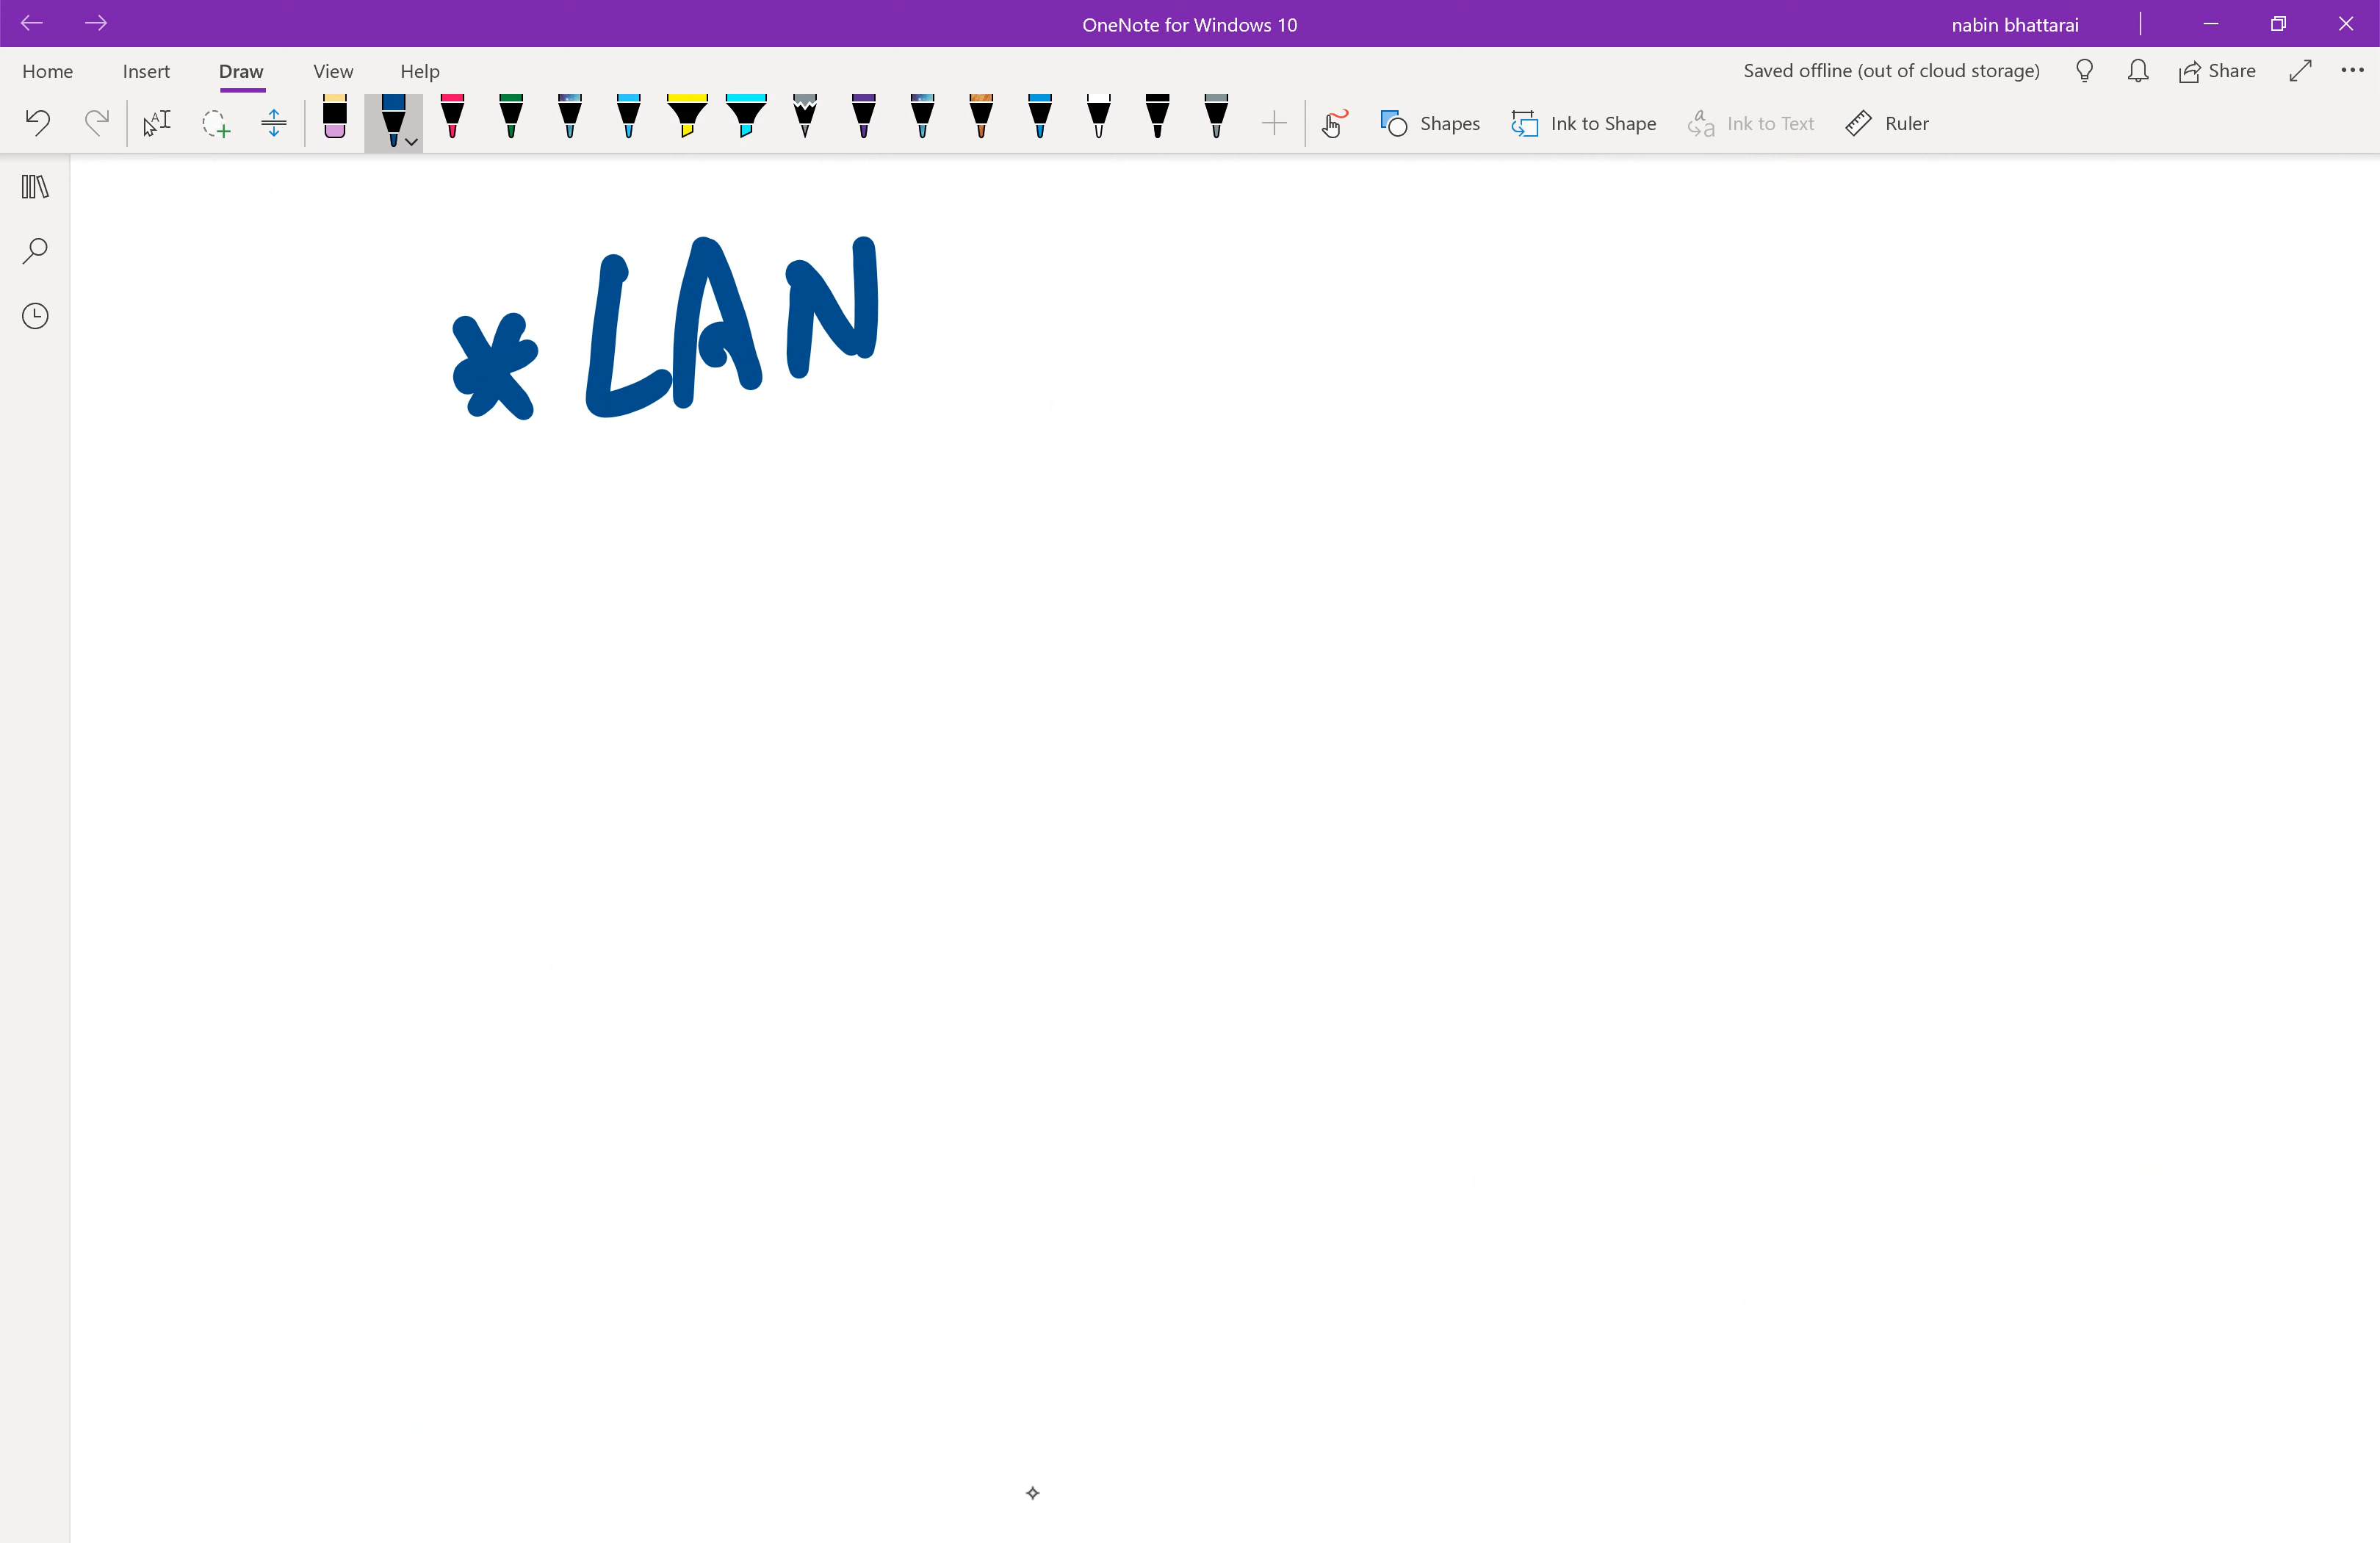 OneNote for Windows 10
nabin bhattarai
Home Insert Draw View Help
Saved offline (out of cloud storage) Share
Shapes Ink to Shape Ink to Text Ruler
* LAN